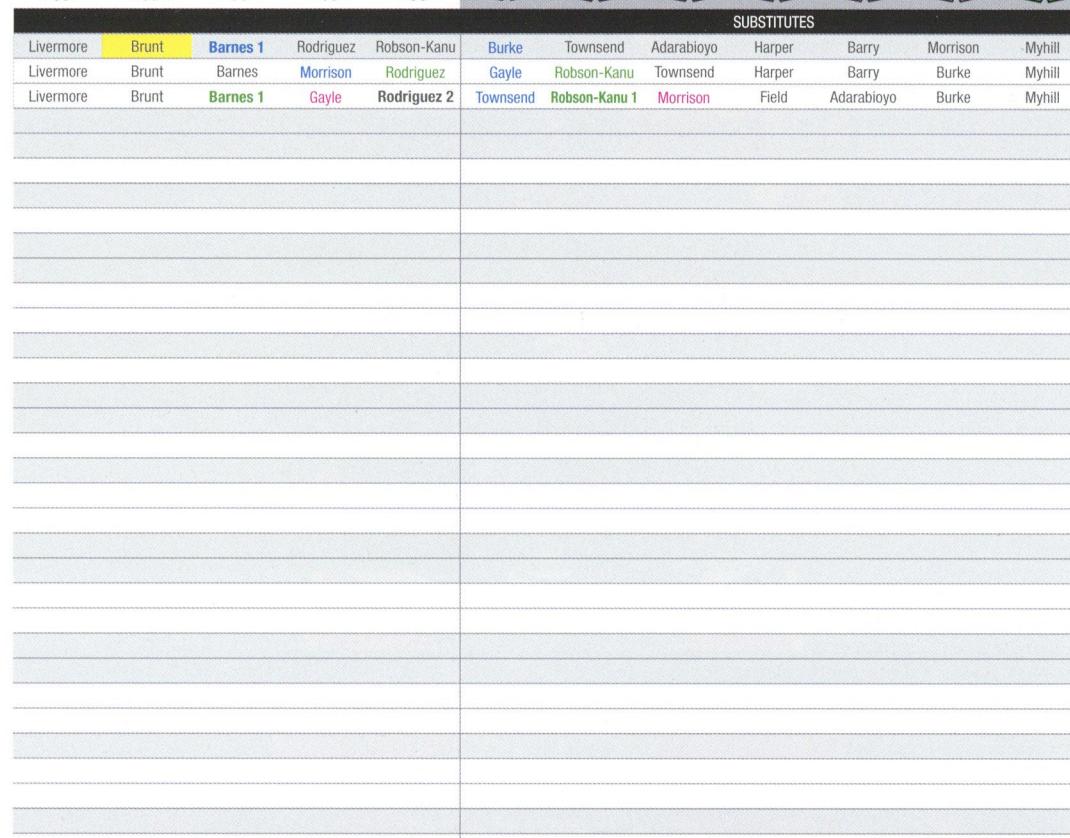 SUBSTITUTES
Livermore Brunt Barnes 1 Rodriguez Robson-Kanu Burke Townsend Adarabioyo Harper Barry Morrison Myhill
Livermore Brunt Barnes Morrison Rodriguez Gayle Robson-Kanu Townsend Harper Barry Burke Myhill
Livermore Brunt Barnes 1 Gayle Rodriguez 2 Townsend Robson-Kanu 1 Morrison Field Adarabioyo Burke Myhill